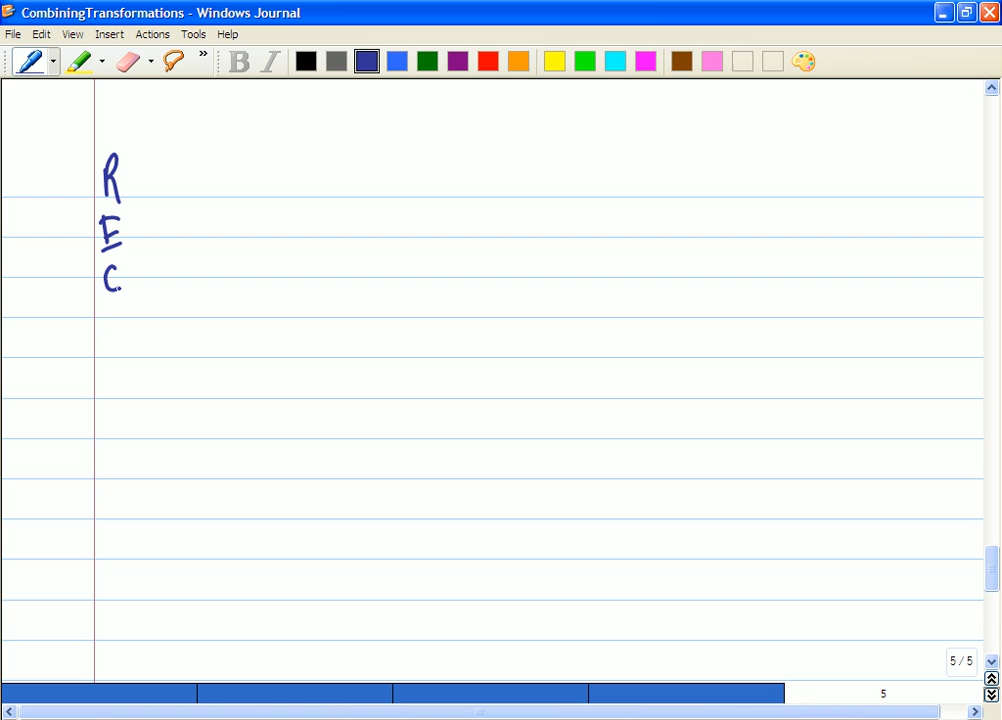 CombiningTransformations - Windows Journal
File Edit View Insert Actions Tools Help
» B I
R
E
C
5 / 5
5